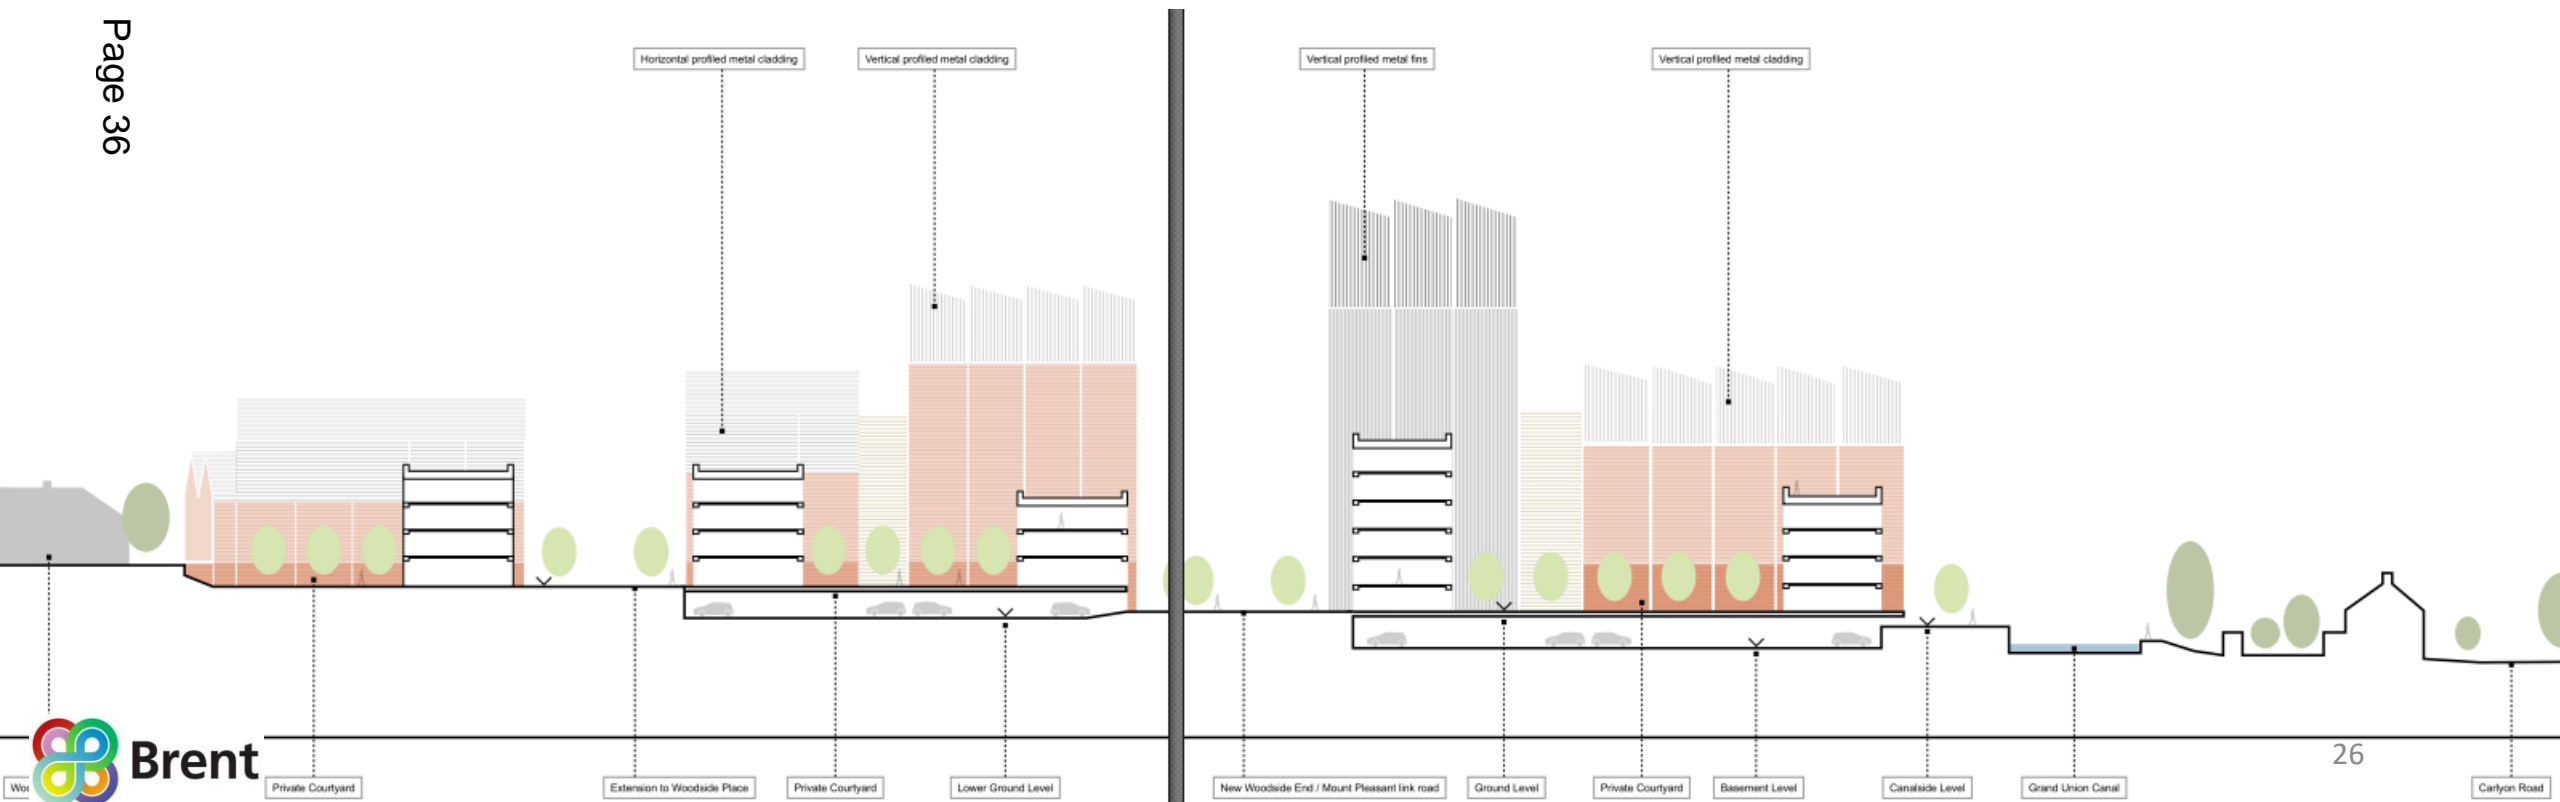 Page 36
Horizontal profiled metal cladding
Vertical profiled metal cladding
Vertical profiled metal fins
Vertical profiled metal cladding
Brent
26
Private Courtyard
Extension to Woodside Place
Private Courtyard
Lower Ground Level
New Woodside End / Mount Pleasant link road
Ground Level
Private Courtyard
Basement Level
Canalside Level
Grand Union Canal
Carlyon Road